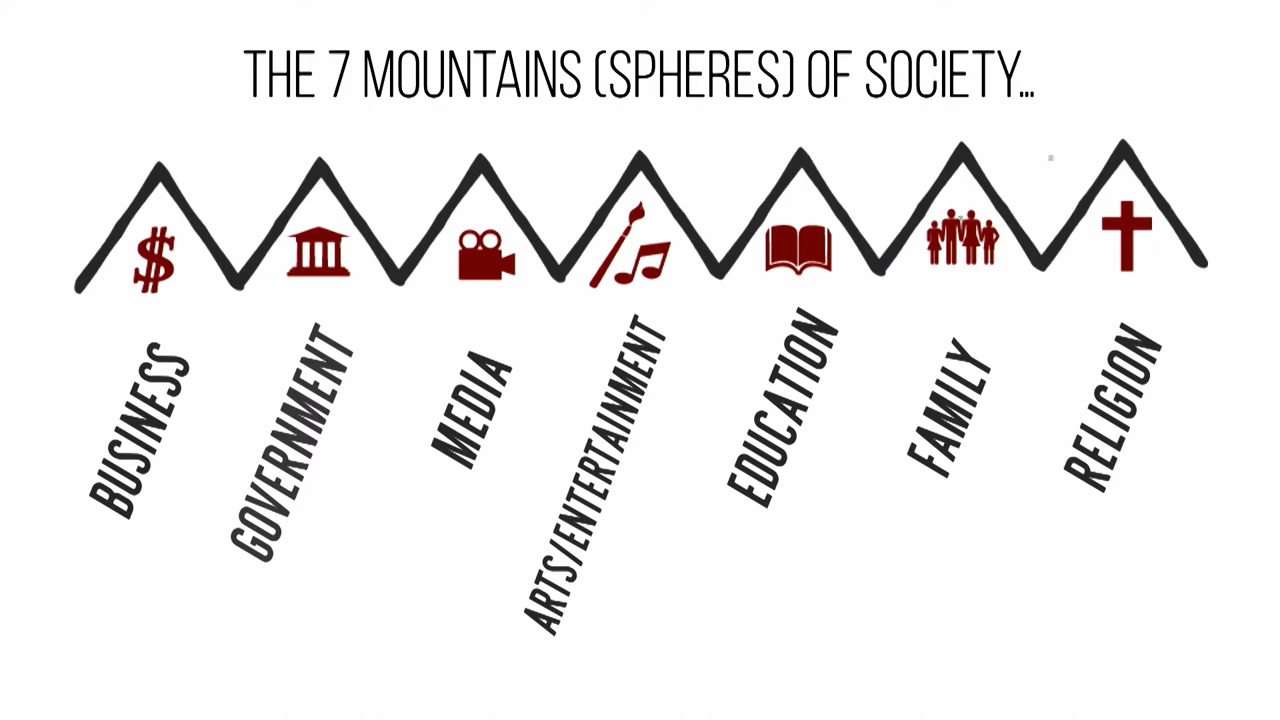 THE 7 MOUNTAINS (SPHERES) OF SOCIETY...
BUSINESS
GOVERNMENT
MEDIA
ARTS/ENTERTAINMENT
EDUCATION
FAMILY
RELIGION